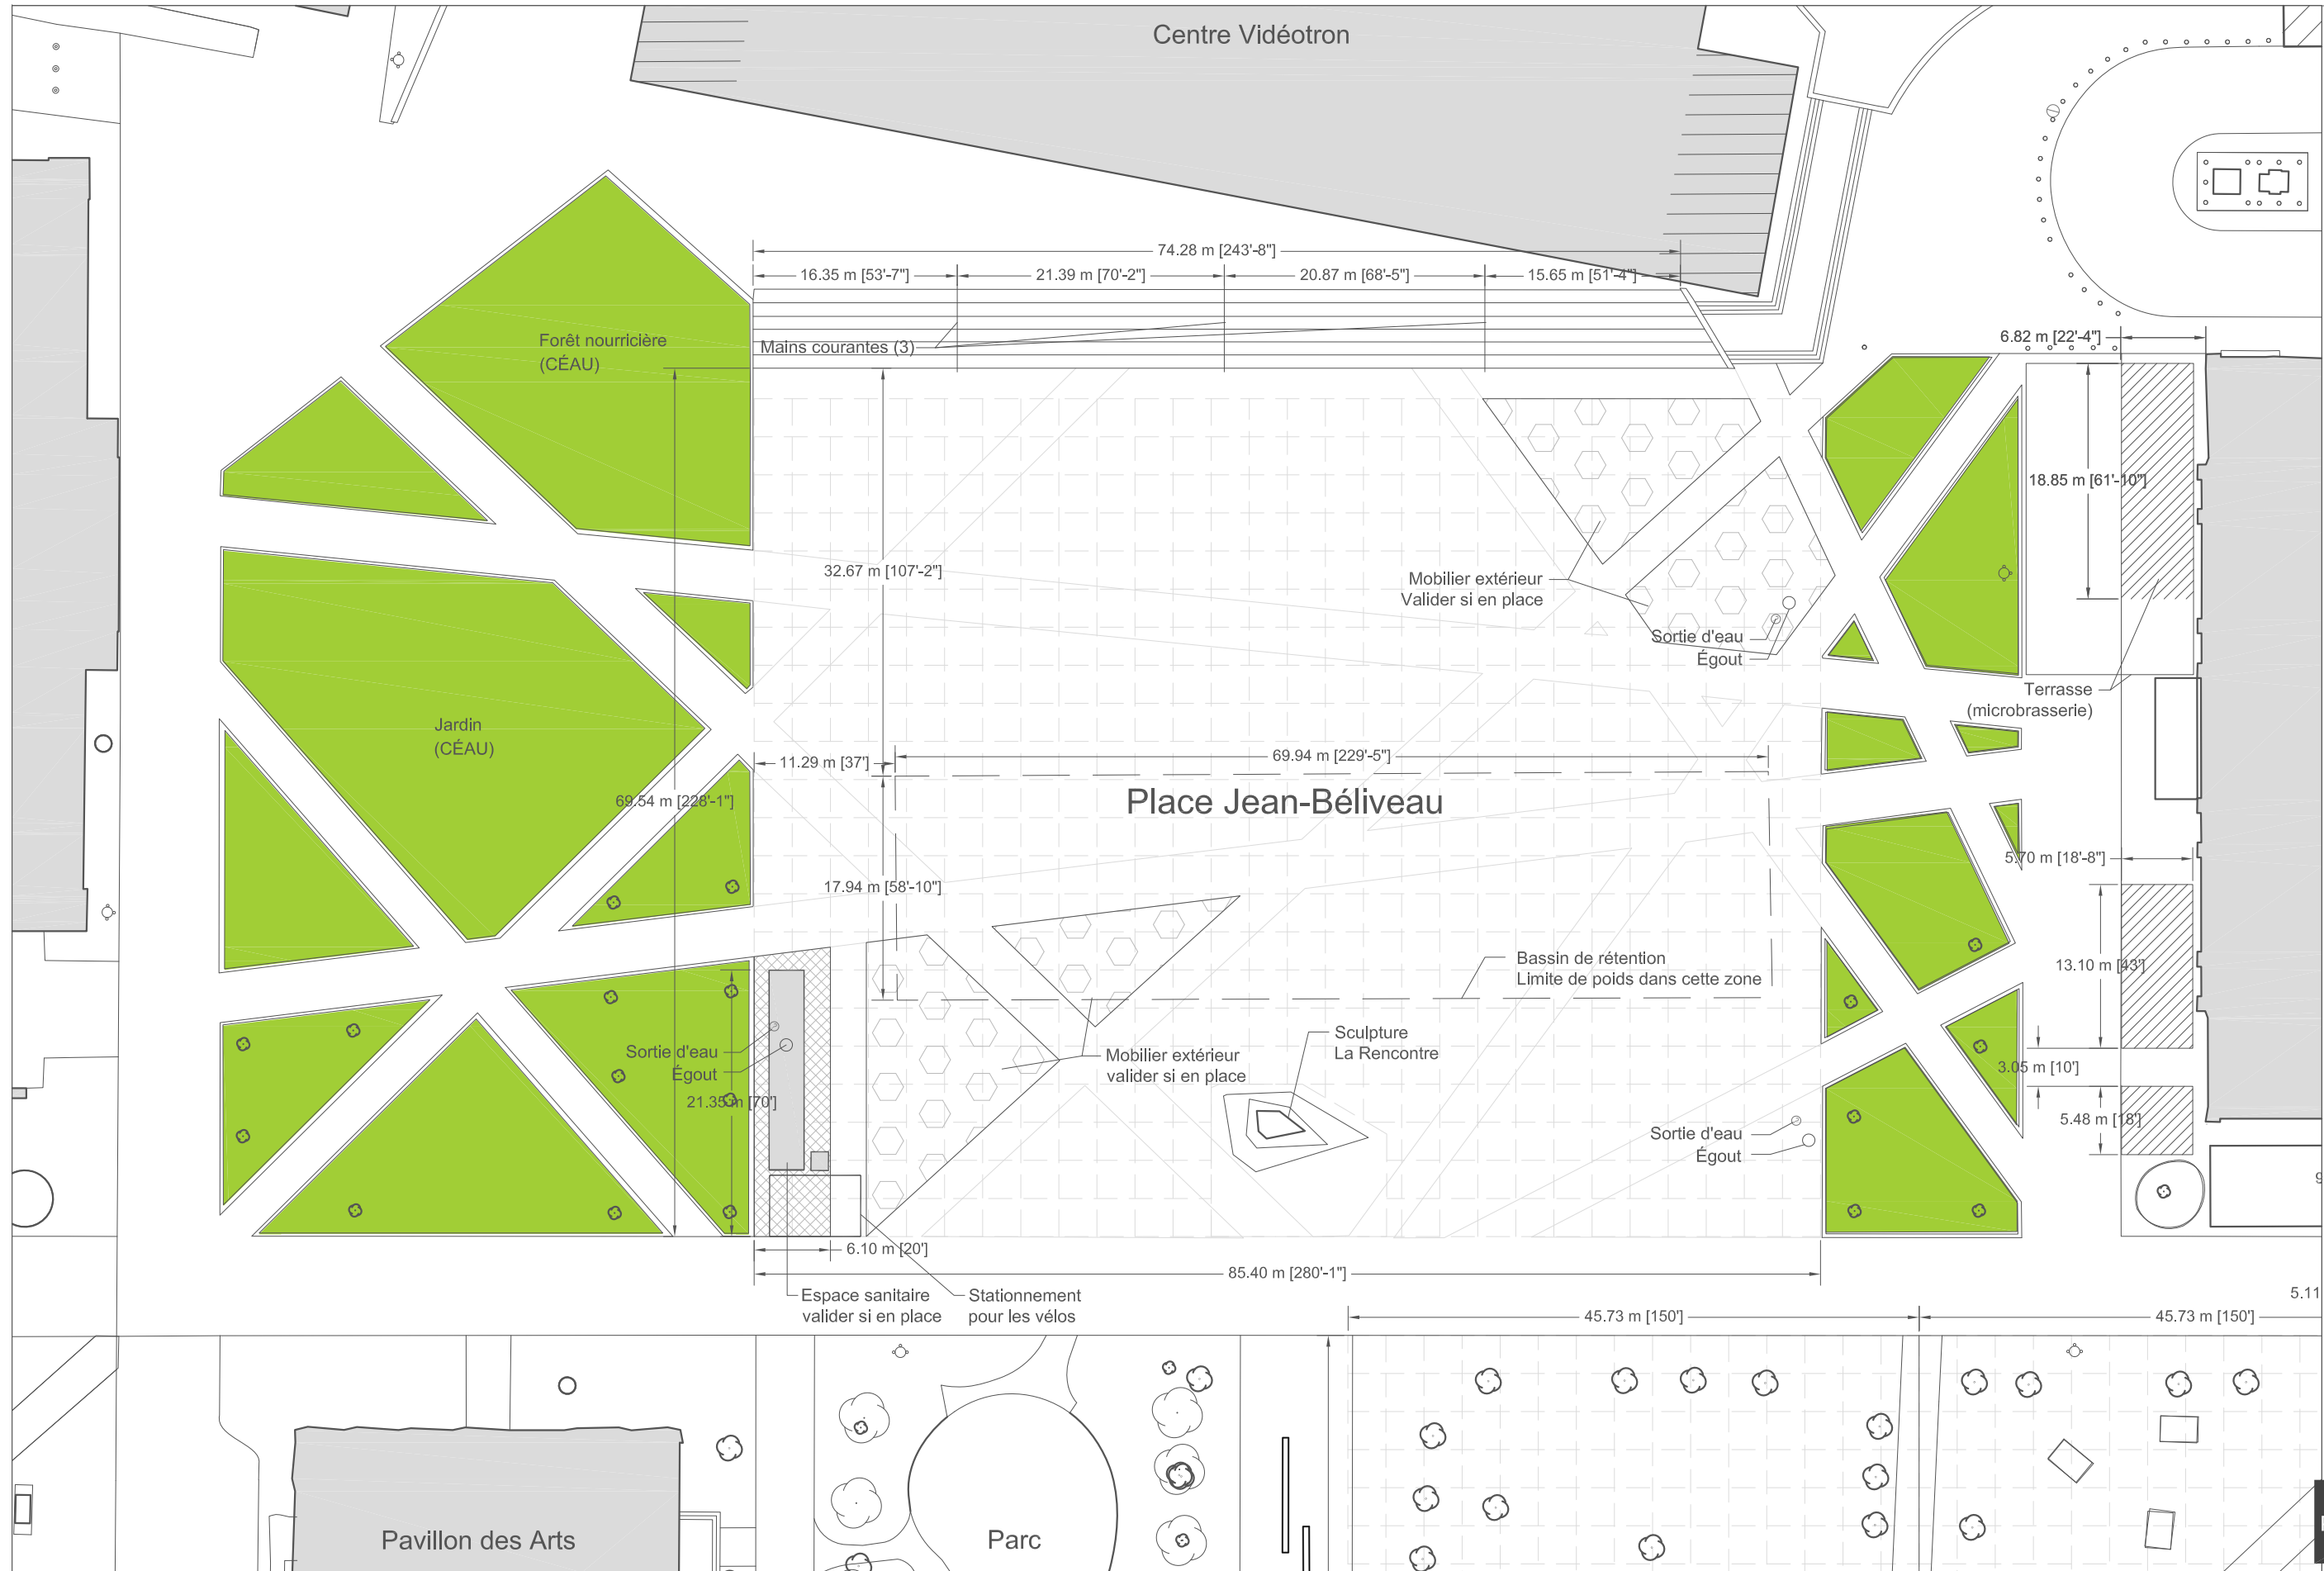 Centre Vidéotron
74.28 m [243'-8"]
16.35 m [53'-7"]
21.39 m [70'-2"]
20.87 m [68'-5"]
15.65 m [51'-4"]
6.82 m [22'-4"]
Forêt nourricière
(CÉAU)
Mains courantes (3)
18.85 m [61'-10"]
32.67 m [107'-2"]
Mobilier extérieur
Valider si en place
Sortie d'eau
Égout
Terrasse
(microbrasserie)
Jardin
(CÉAU)
11.29 m [37']
69.94 m [229'-5"]
69.54 m [228'-1"]
Place Jean-Béliveau
5.70 m [18'-8"]
17.94 m [58'-10"]
Bassin de rétention
Limite de poids dans cette zone
13.10 m [43']
Sculpture
La Rencontre
Sortie d'eau
Égout
Mobilier extérieur
valider si en place
3.05 m [10']
21.35 m [70']
5.48 m [18']
Sortie d'eau
Égout
6.10 m [20']
85.40 m [280'-1"]
Espace sanitaire
valider si en place
Stationnement
pour les vélos
5.11
45.73 m [150']
45.73 m [150']
Pavillon des Arts
Parc